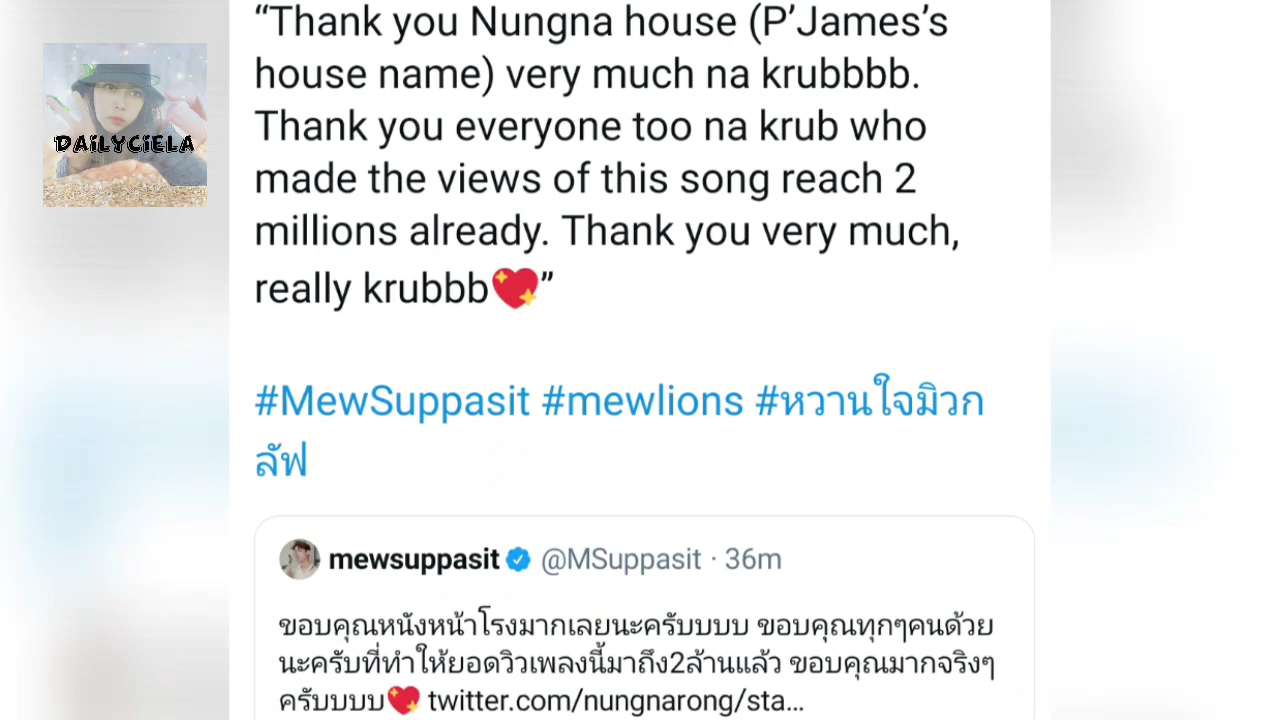 “Thank you Nungna house (P’James’s
house name) very much na krubbbb.
Thank you everyone too na krub who
made the views of this song reach 2
millions already. Thank you very much,
really krubbb💖”
DAILYCIELA
#MewSuppasit #mewlions #หวานใจมิวก
ลัฟ
mewsuppasit @MSuppasit · 36m
ขอบคุณหนังหน้าโรงมากเลยนะครับบบบ ขอบคุณทุกๆคนด้วย
นะครับที่ทำให้ยอดวิวเพลงนี้มาถึง2ล้านแล้ว ขอบคุณมากจริงๆ
ครับบบบ💖 twitter.com/nungnarong/sta…